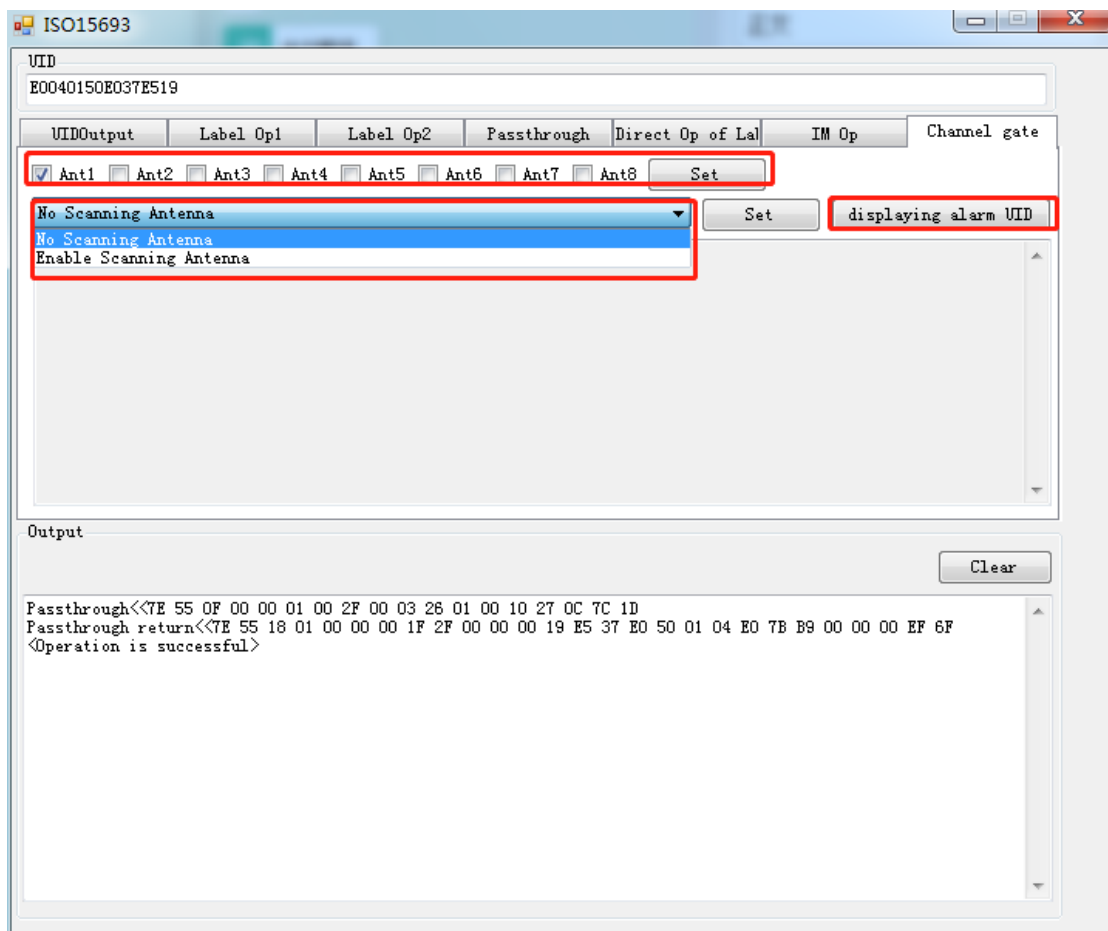 ISO15693
UID
E0040150E037E519
UIDOutput Label Op1 Label Op2 Passthrough Direct Op of Lal IM Op Channel gate
Ant1 Ant2 Ant3 Ant4 Ant5 Ant6 Ant7 Ant8 Set
No Scanning Antenna Set displaying alarm UID
No Scanning Antenna
Enable Scanning Antenna
Output
Clear
Passthrough<<7E 55 0F 00 00 01 00 2F 00 03 26 01 00 10 27 0C 7C 1D
Passthrough return<<7E 55 18 01 00 00 00 1F 2F 00 00 00 19 E5 37 E0 50 01 04 E0 7B B9 00 00 00 EF 6F
<Operation is successful>